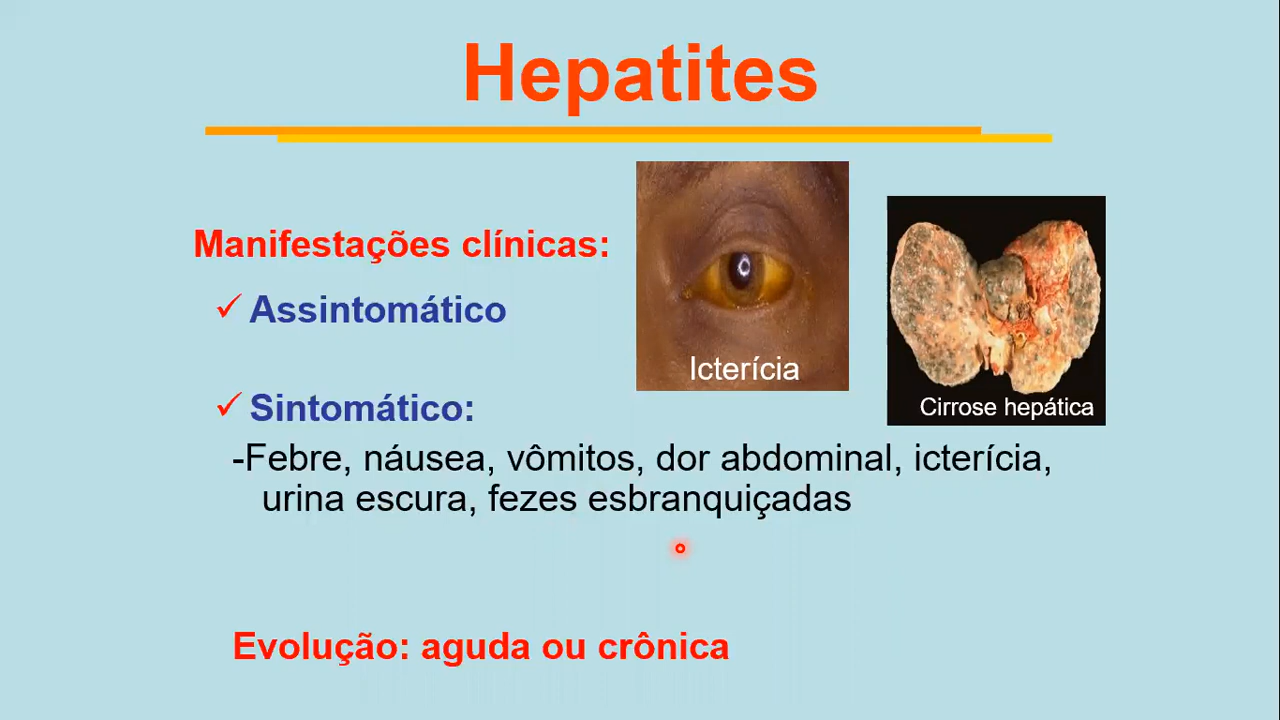 Hepatites
Manifestações clínicas:
✓ Assintomático
Icterícia
Cirrose hepática
✓ Sintomático:
-Febre, náusea, vômitos, dor abdominal, icterícia,
urina escura, fezes esbranquiçadas
Evolução: aguda ou crônica